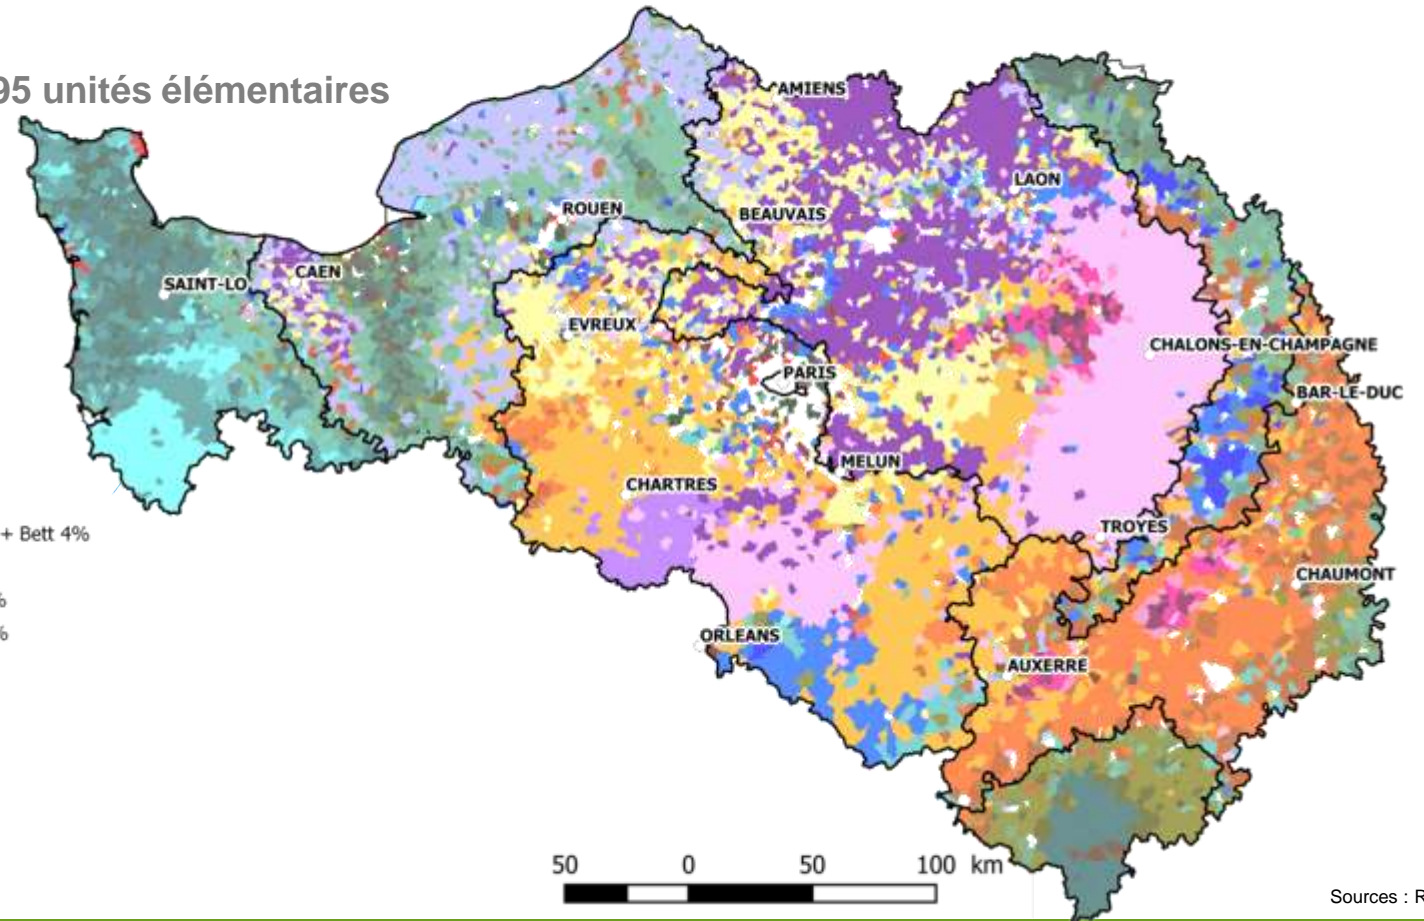 95 unités élémentaires
AMIENS
LAON
ROUEN
BEAUVAIS
CAEN
SAINT-LO
EVREUX
CHALONS-EN-CHAMPAGNE
PARIS
BAR-LE-DUC
MELUN
CHARTRES
+ Bett 4%
TROYES
CHAUMONT
%
%
ORLEANS
AUXERRE
50 0 50 100 km
Sources : R